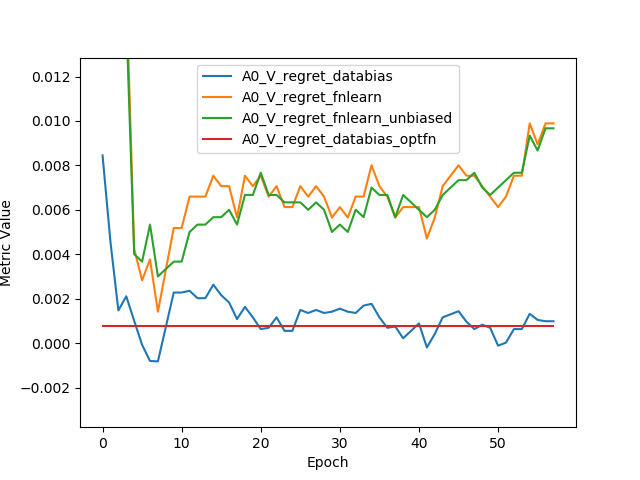 A0_V_regret_databias
A0_V_regret_fnlearn
A0_V_regret_fnlearn_unbiased
A0_V_regret_databias_optfn
Metric Value
0.012
0.010
0.008
0.006
0.004
0.002
0.000
−0.002
0 10 20 30 40 50
Epoch